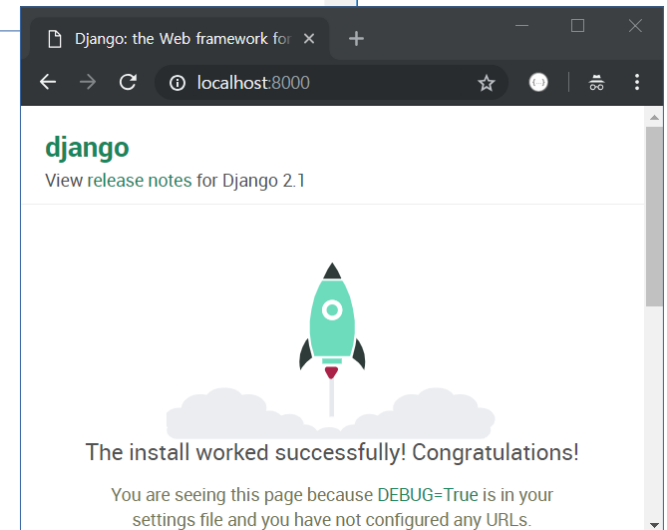 Django: the Web framework for
localhost:8000
django
View release notes for Django 2.1
The install worked successfully! Congratulations!
You are seeing this page because DEBUG=True is in your
settings file and you have not configured any URLs.